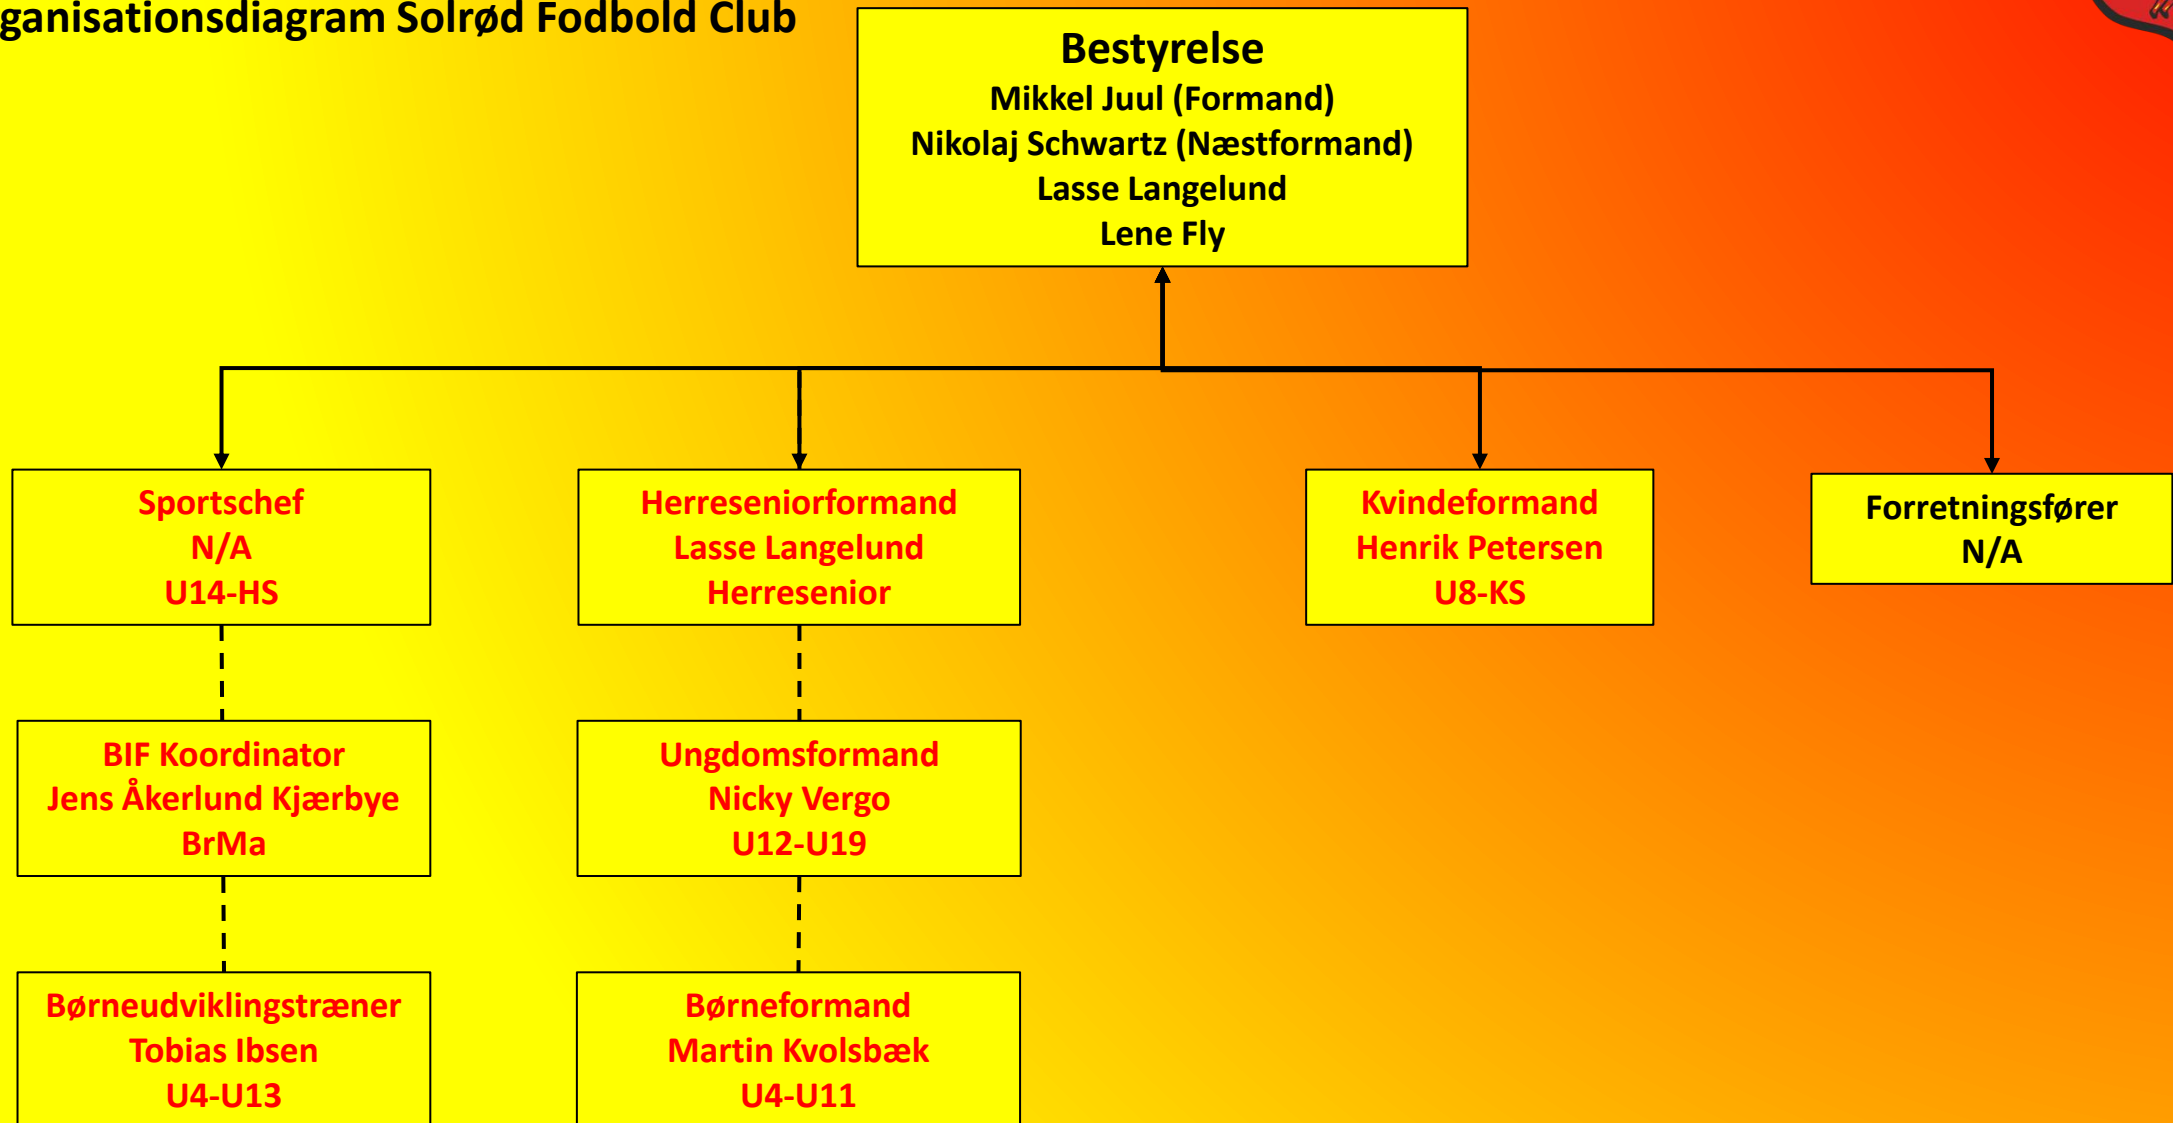 ganisationsdiagram Solrød Fodbold Club
Bestyrelse
Mikkel Juul (Formand)
Nikolaj Schwartz (Næstformand)
Lasse Langelund
Lene Fly
Sportschef
N/A
U14-HS
Herreseniorformand
Lasse Langelund
Herresenior
Kvindeformand
Henrik Petersen
U8-KS
Forretningsfører
N/A
BIF Koordinator
Jens Åkerlund Kjærbye
BrMa
Ungdomsformand
Nicky Vergo
U12-U19
Børneudviklingstræner
Tobias Ibsen
U4-U13
Børneformand
Martin Kvolsbæk
U4-U11